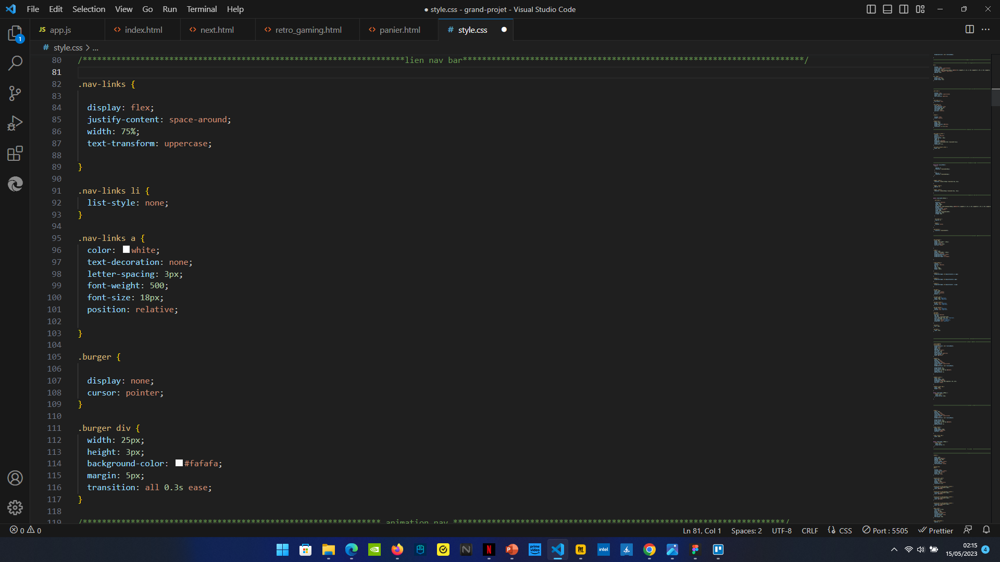 File Edit Selection View Go Run Terminal Help
● style.css - grand-projet - Visual Studio Code
JS app.js
<> index.html
<> next.html
<> retro_gaming.html
<> panier.html
# style.css ●
1
# style.css > ...
80 /*******************************************************************lien nav bar***********************************************************************/
81
82 .nav-links {
83
84 display: flex;
85 justify-content: space-around;
86 width: 75%;
87 text-transform: uppercase;
88
89 }
90
91 .nav-links li {
92 list-style: none;
93 }
94
95 .nav-links a {
96 color: white;
97 text-decoration: none;
98 letter-spacing: 3px;
99 font-weight: 500;
100 font-size: 18px;
101 position: relative;
102
103 }
104
105 .burger {
106
107 display: none;
108 cursor: pointer;
109 }
110
111 .burger div {
112 width: 25px;
113 height: 3px;
114 background-color: #fafafa;
115 margin: 5px;
116 transition: all 0.3s ease;
117 }
118
119 /************************************************************** animation nav *********************************************************************/
0 0
Ln 81, Col 1 Spaces: 2 UTF-8 CRLF CSS Port : 5505 Prettier
prime video
intel
02:15
15/05/2023
4